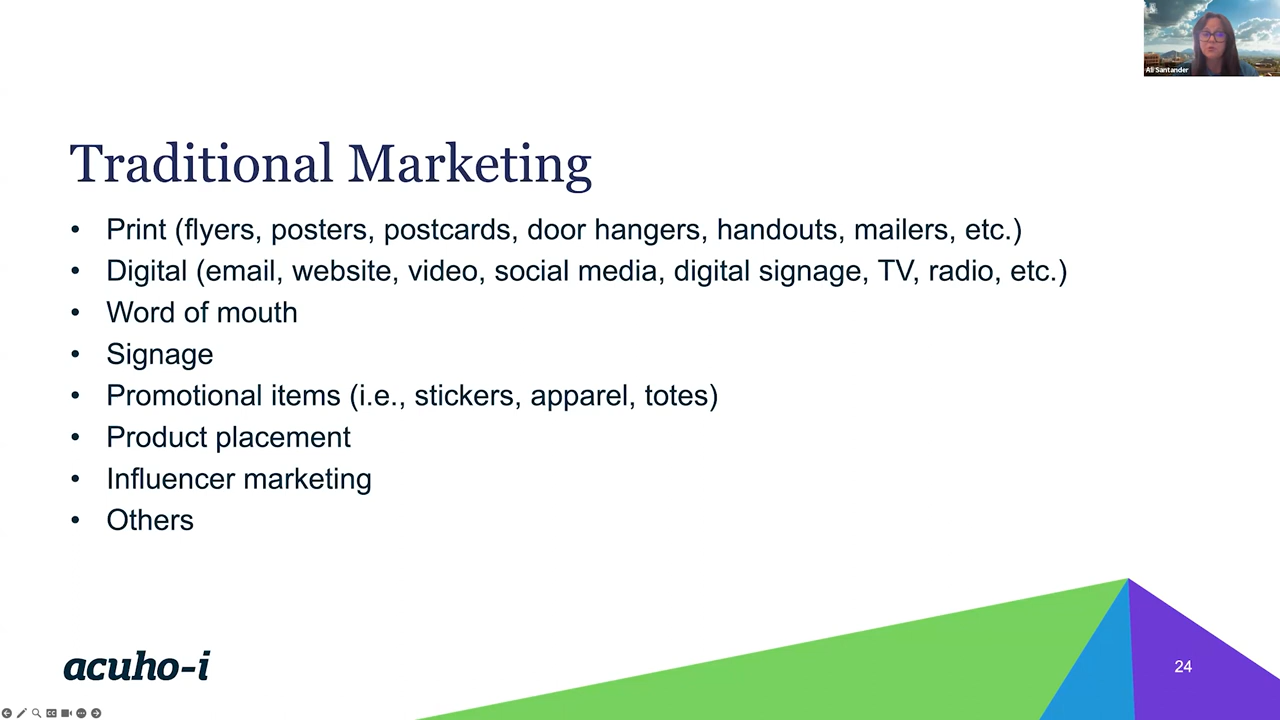 Ali Santander
Traditional Marketing
• Print (flyers, posters, postcards, door hangers, handouts, mailers, etc.)
• Digital (email, website, video, social media, digital signage, TV, radio, etc.)
• Word of mouth
• Signage
• Promotional items (i.e., stickers, apparel, totes)
• Product placement
• Influencer marketing
• Others
acuho-i
24